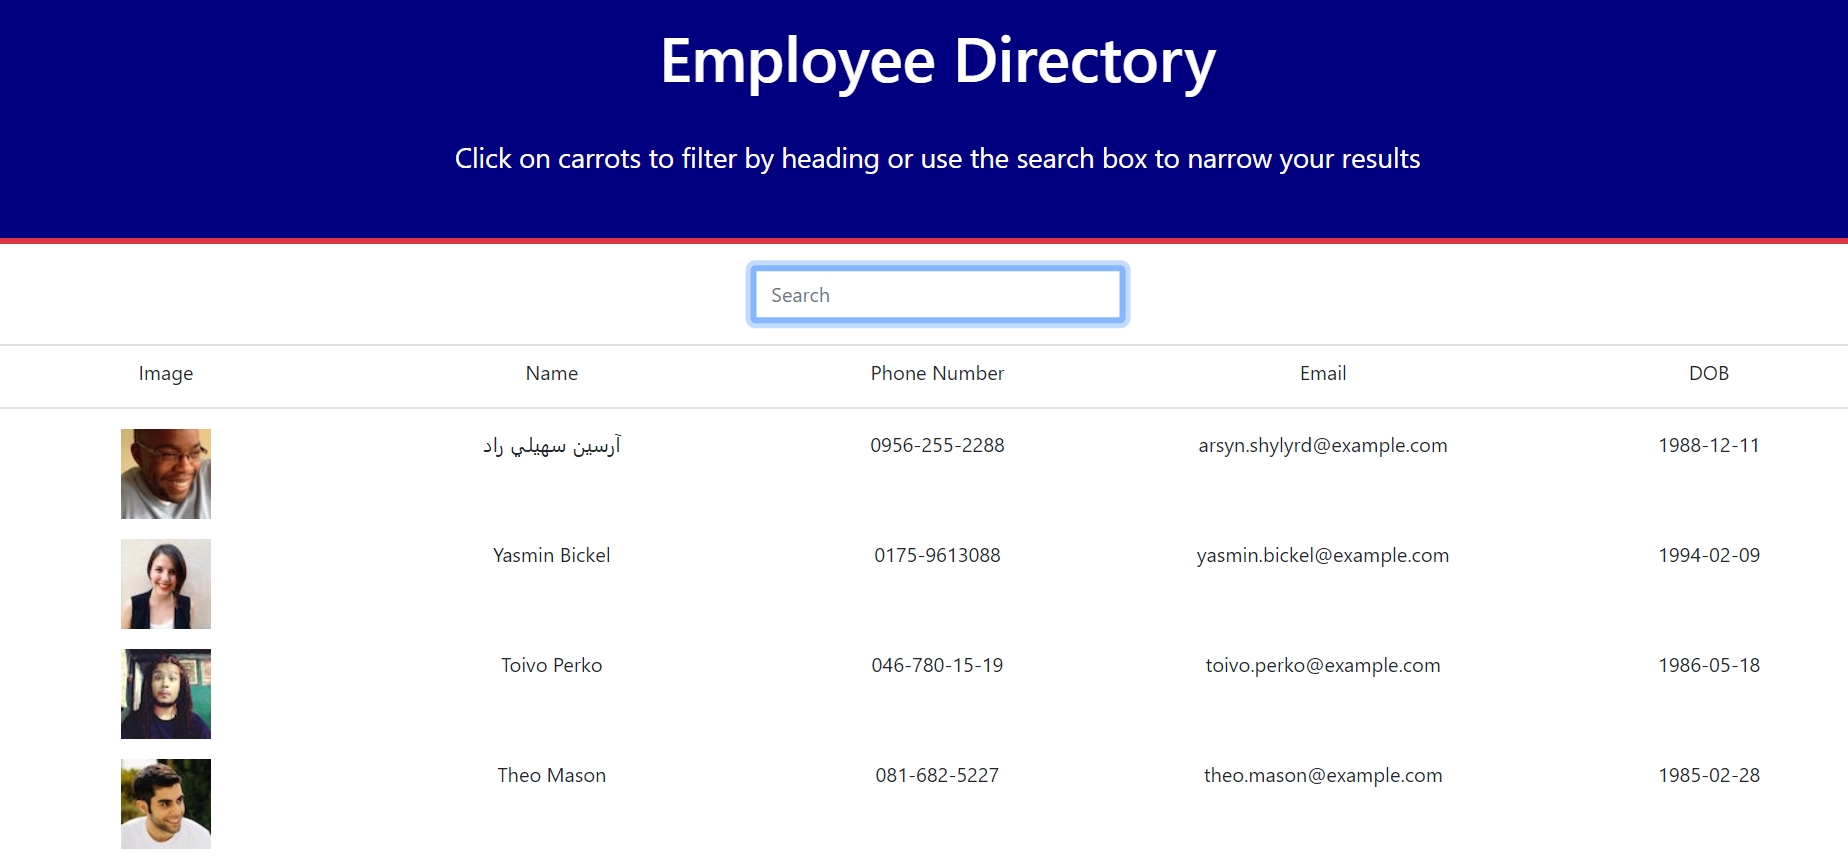 Employee Directory
Click on carrots to filter by heading or use the search box to narrow your results
Search
Image Name Phone Number Email DOB
آرسين سهيلي راد 0956-255-2288 arsyn.shylyrd@example.com 1988-12-11
Yasmin Bickel 0175-9613088 yasmin.bickel@example.com 1994-02-09
Toivo Perko 046-780-15-19 toivo.perko@example.com 1986-05-18
Theo Mason 081-682-5227 theo.mason@example.com 1985-02-28